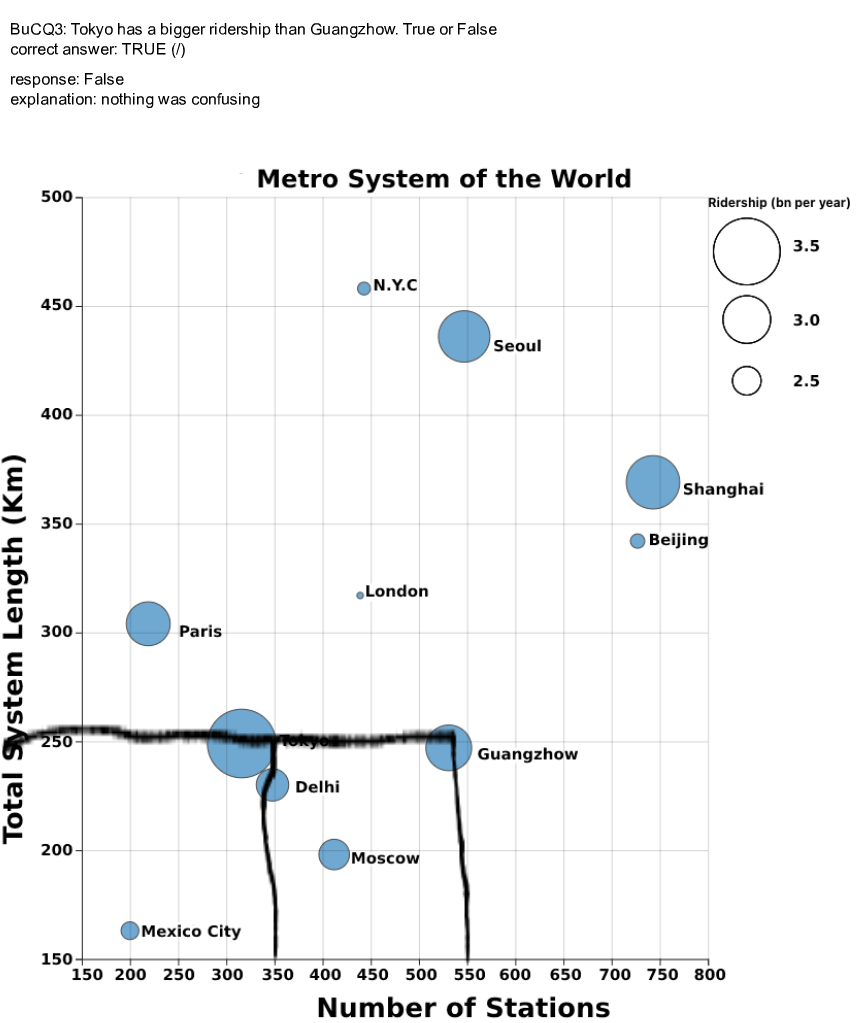 BuCQ3: Tokyo has a bigger ridership than Guangzhow. True or False
correct answer: TRUE (/)
response: False
explanation: nothing was confusing
Metro System of the World
Ridership (bn per year)
3.5
3.0
2.5
500
450
400
350
300
250
200
150
Total System Length (Km)
N.Y.C
Seoul
Shanghai
Beijing
London
Paris
Tokyo
Guangzhow
Delhi
Moscow
Mexico City
150 200 250 300 350 400 450 500 550 600 650 700 750 800
Number of Stations